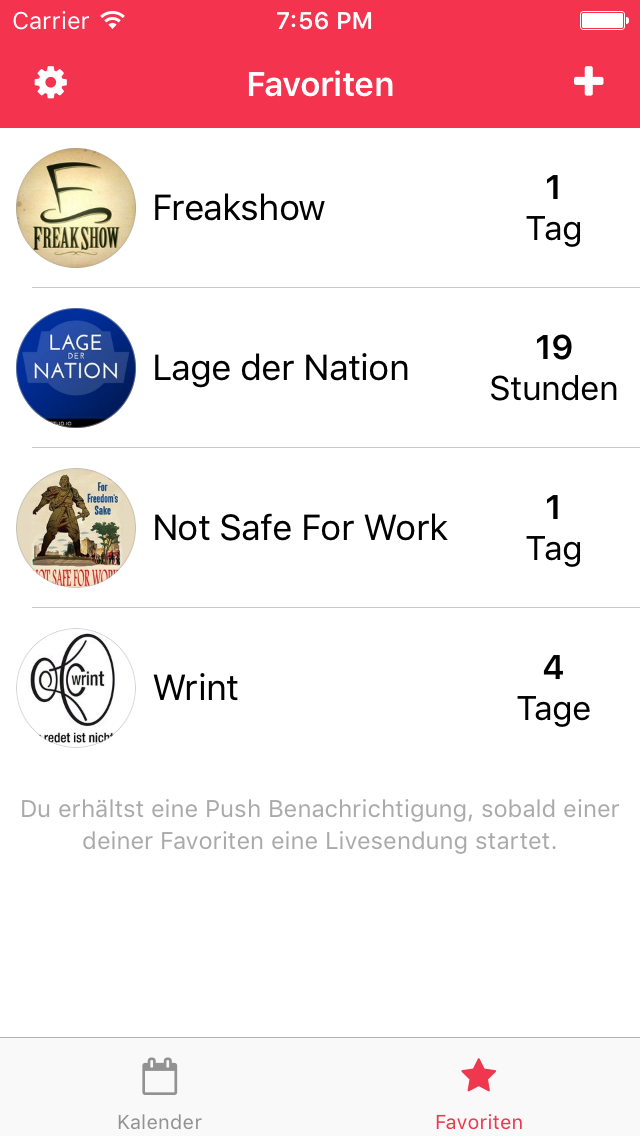 Carrier 7:56 PM
Favoriten
FREAKSHOW
Freakshow
1
Tag
LAGE
DER
NATION
Lage der Nation
19
Stunden
For
Freedom's
Sake
NOT SAFE FOR WORK
Not Safe For Work
1
Tag
wrint
redet ist nicht
Wrint
4
Tage
Du erhältst eine Push Benachrichtigung, sobald einer
deiner Favoriten eine Livesendung startet.
Kalender Favoriten